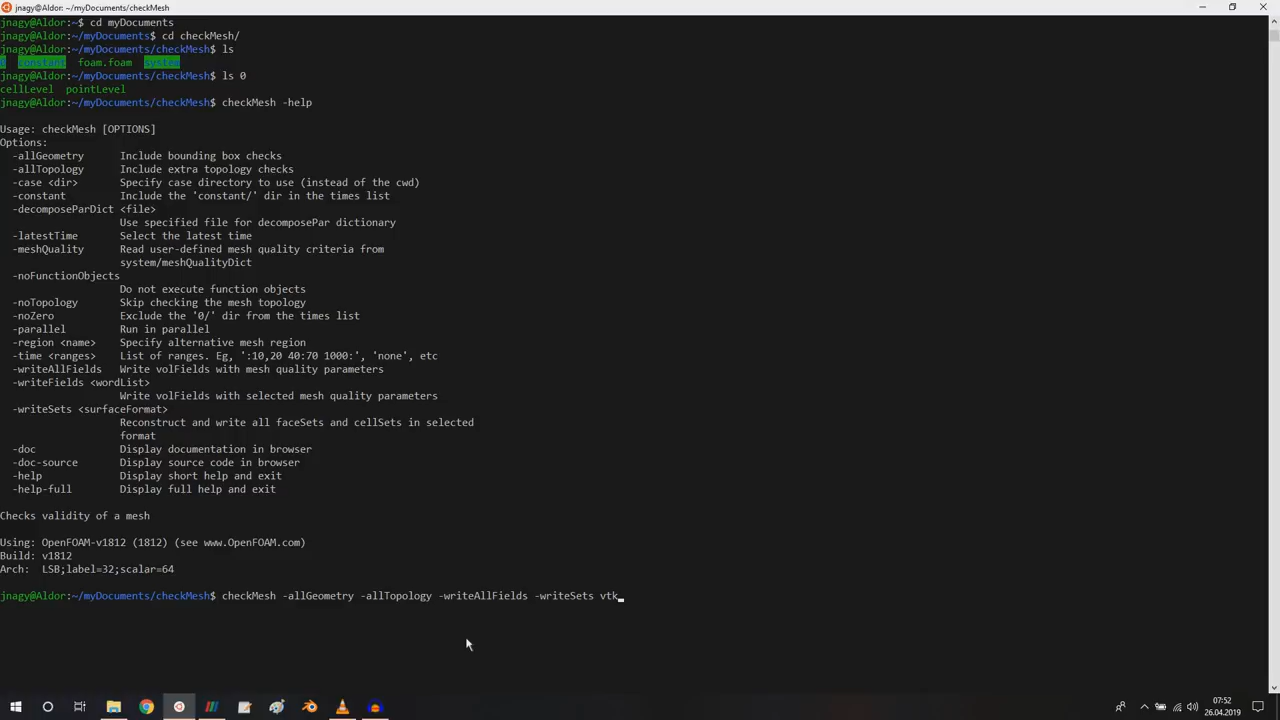 jnagy@Aldor: ~/myDocuments/checkMesh
jnagy@Aldor:~$ cd myDocuments
jnagy@Aldor:~/myDocuments$ cd checkMesh/
jnagy@Aldor:~/myDocuments/checkMesh$ ls
0 constant foam.foam system
jnagy@Aldor:~/myDocuments/checkMesh$ ls 0
cellLevel pointLevel
jnagy@Aldor:~/myDocuments/checkMesh$ checkMesh -help
Usage: checkMesh [OPTIONS]
Options:
-allGeometry Include bounding box checks
-allTopology Include extra topology checks
-case <dir> Specify case directory to use (instead of the cwd)
-constant Include the 'constant/' dir in the times list
-decomposeParDict <file>
Use specified file for decomposePar dictionary
-latestTime Select the latest time
-meshQuality Read user-defined mesh quality criteria from
system/meshQualityDict
-noFunctionObjects
Do not execute function objects
-noTopology Skip checking the mesh topology
-noZero Exclude the '0/' dir from the times list
-parallel Run in parallel
-region <name> Specify alternative mesh region
-time <ranges> List of ranges. Eg, ':10,20 40:70 1000:', 'none', etc
-writeAllFields Write volFields with mesh quality parameters
-writeFields <wordList>
Write volFields with selected mesh quality parameters
-writeSets <surfaceFormat>
Reconstruct and write all faceSets and cellSets in selected
format
-doc Display documentation in browser
-doc-source Display source code in browser
-help Display short help and exit
-help-full Display full help and exit
Checks validity of a mesh
Using: OpenFOAM-v1812 (1812) (see www.OpenFOAM.com)
Build: v1812
Arch: LSB;label=32;scalar=64
jnagy@Aldor:~/myDocuments/checkMesh$ checkMesh -allGeometry -allTopology -writeAllFields -writeSets vtk_
07:52
26.04.2019